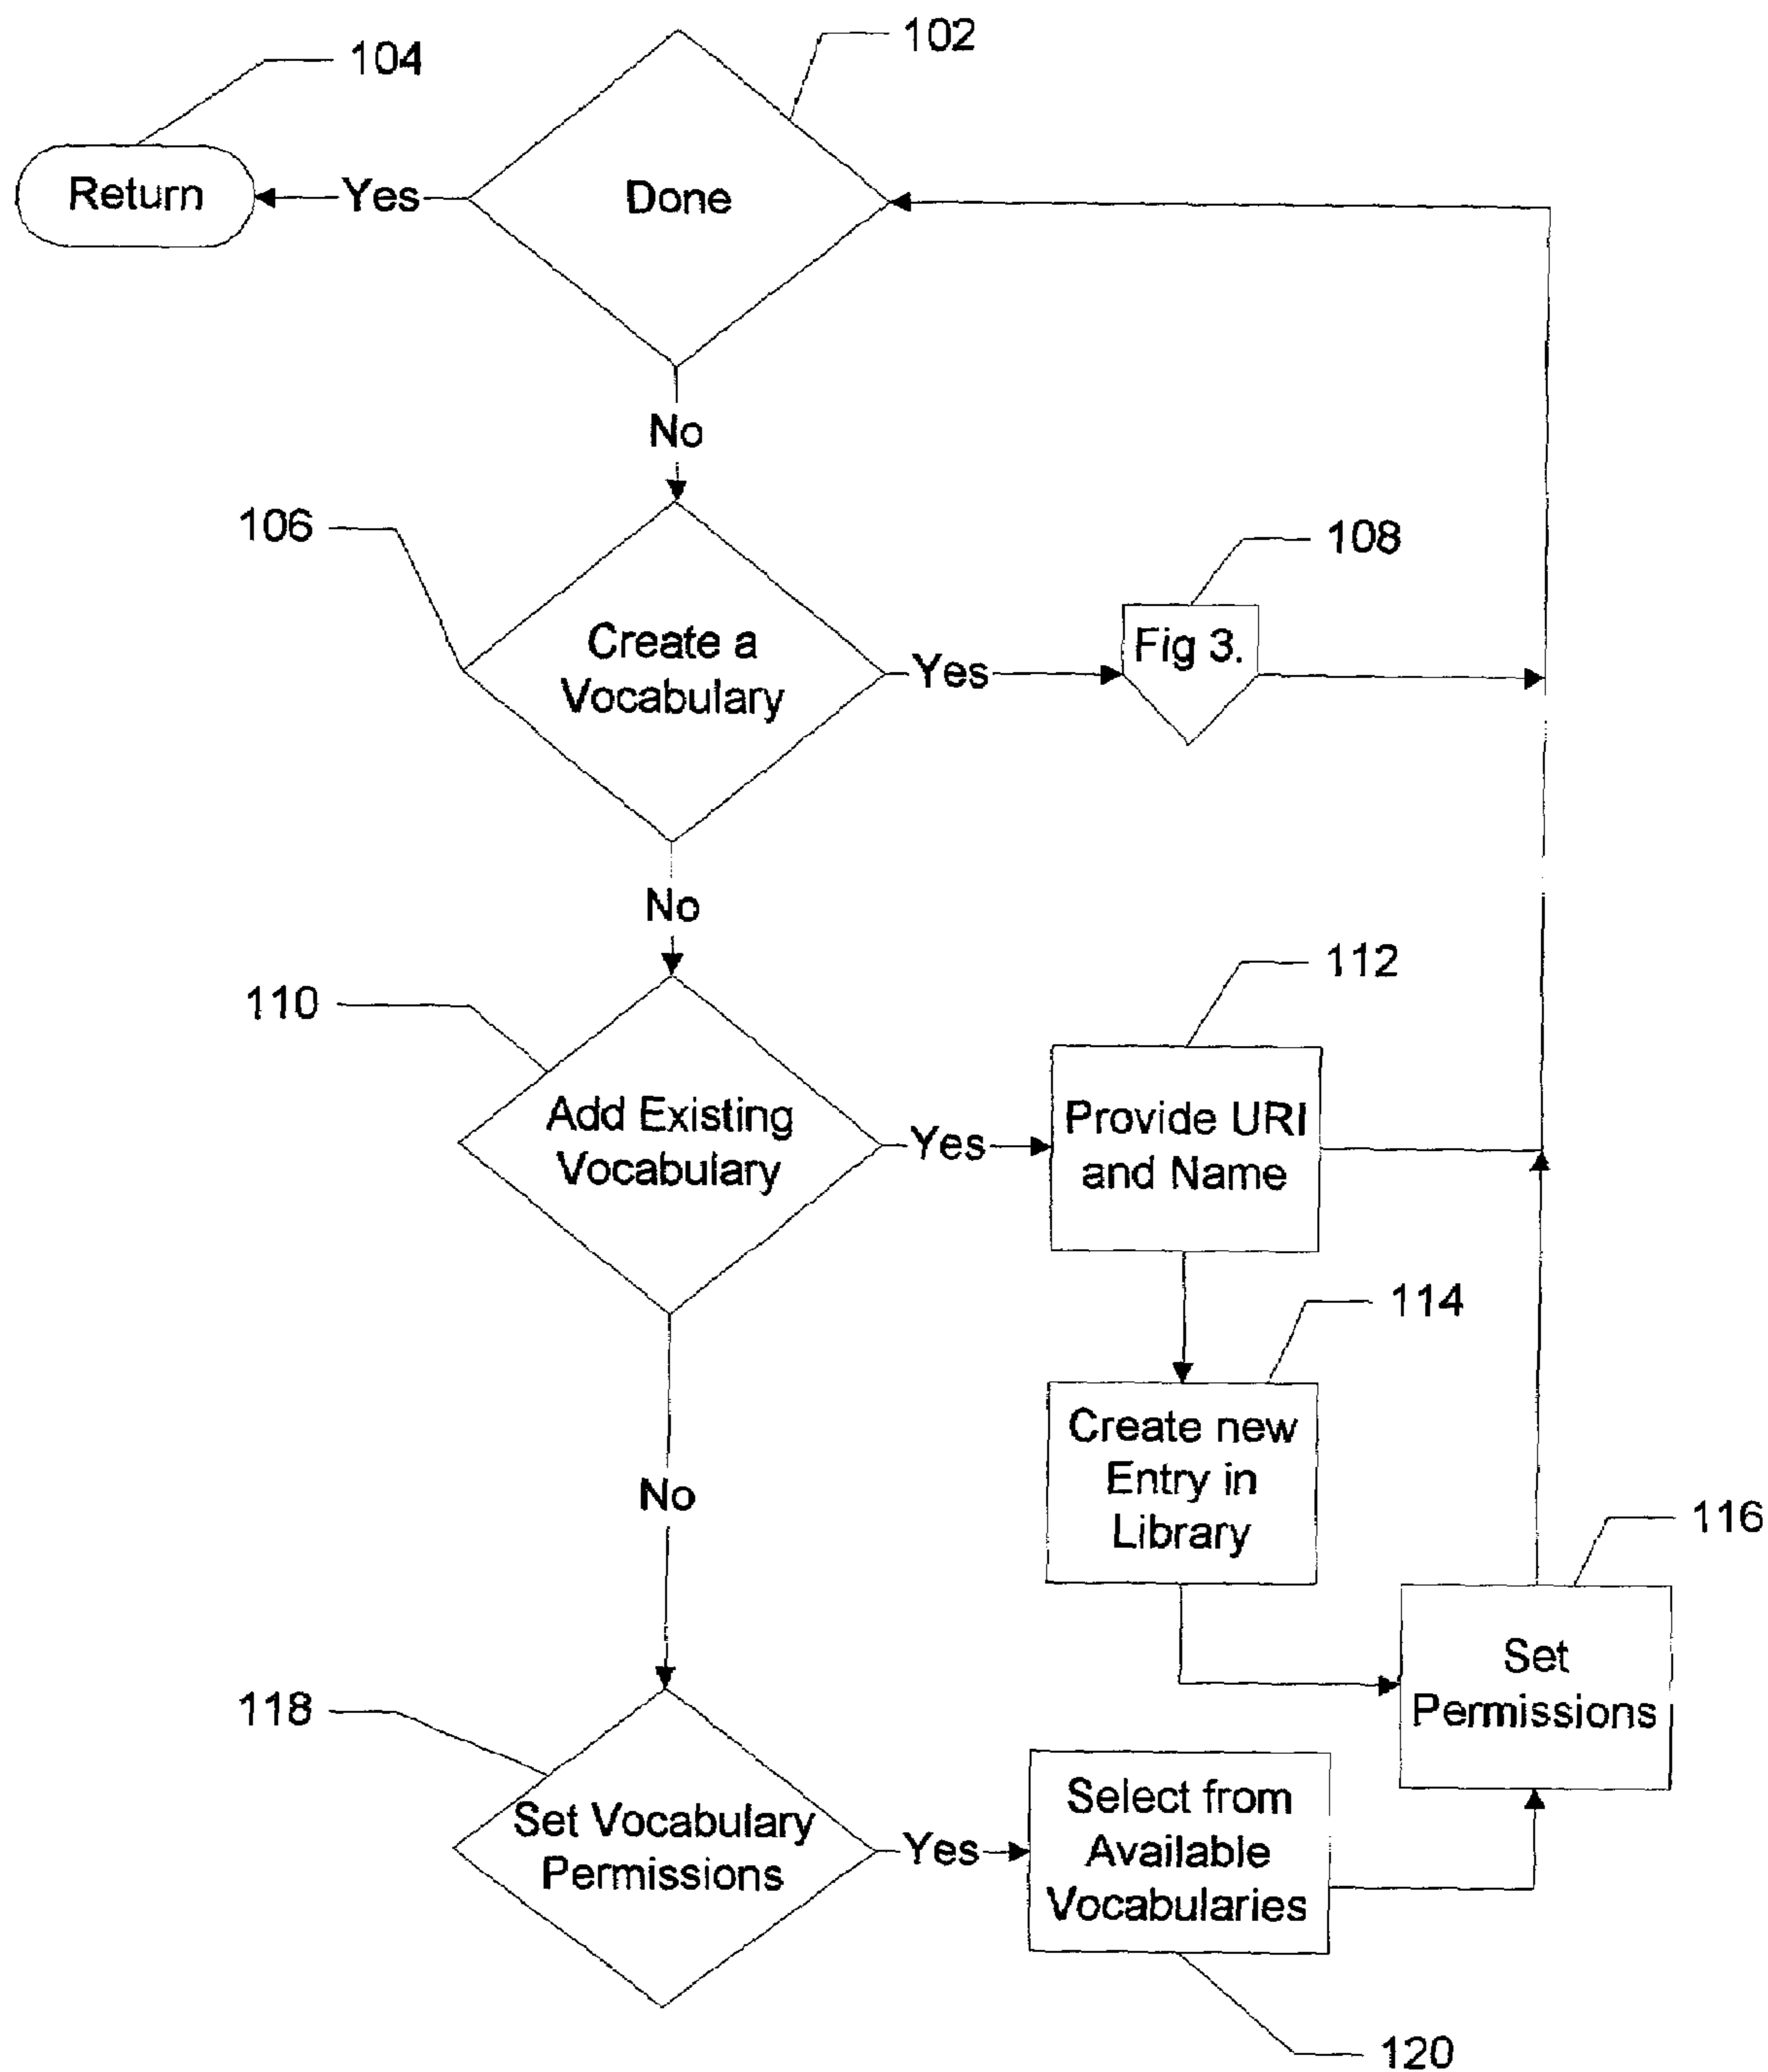 102
104
Return
Yes
Done
No
106
108
Create a
Vocabulary
Yes
Fig 3.
No
110
112
Add Existing
Vocabulary
Yes
Provide URI
and Name
114
Create new
Entry in
Library
No
116
Set
Permissions
118
Set Vocabulary
Permissions
Yes
Select from
Available
Vocabularies
120